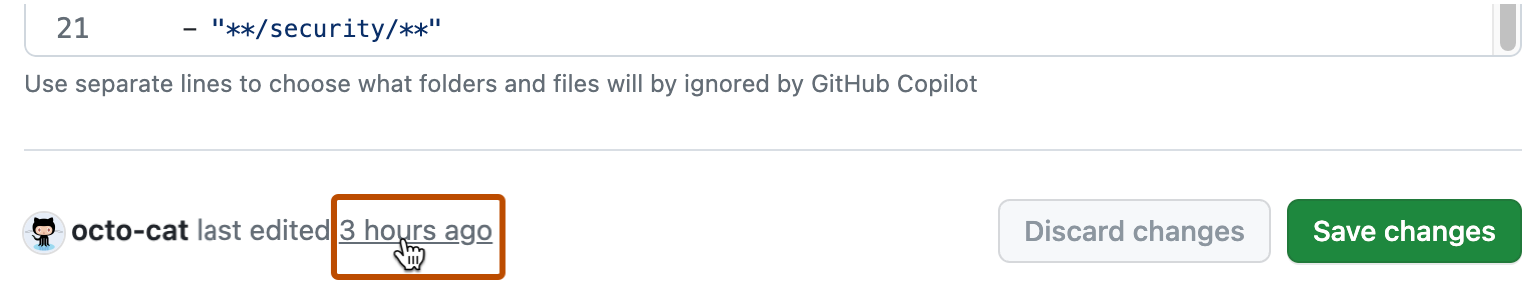 21 - "**/security/**"
Use separate lines to choose what folders and files will by ignored by GitHub Copilot
octo-cat last edited 3 hours ago Discard changes Save changes